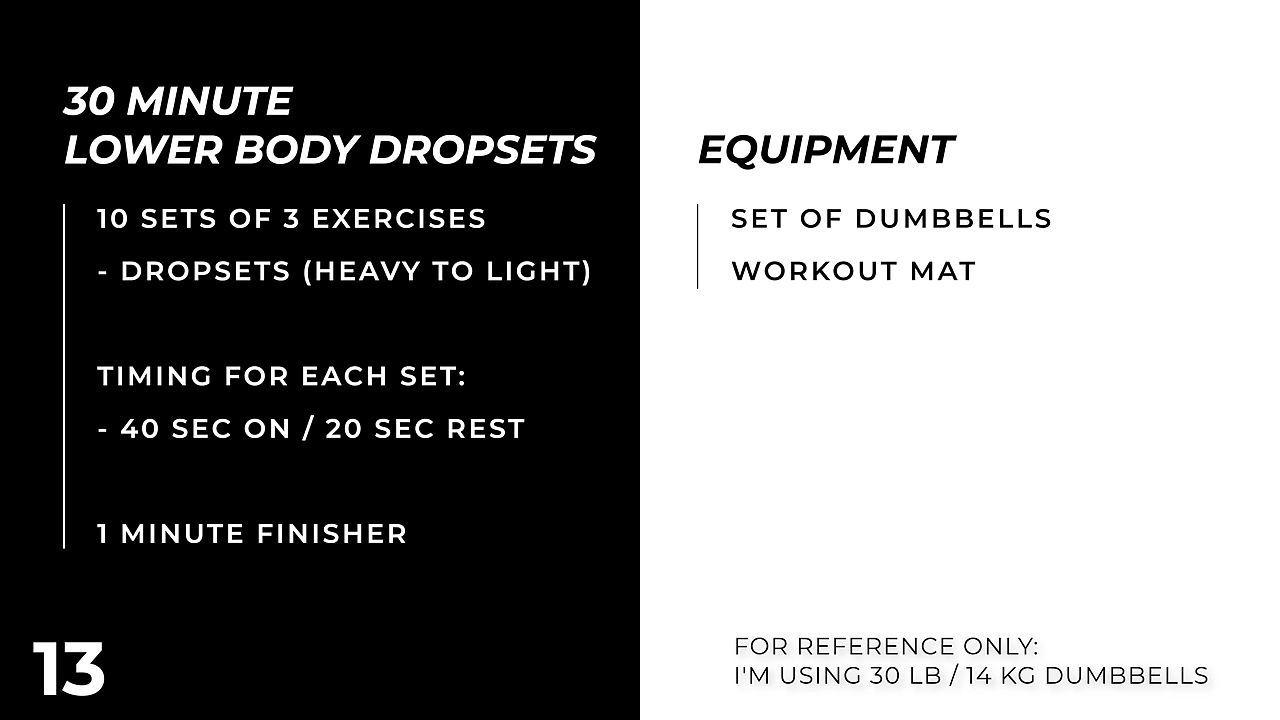 30 MINUTE
LOWER BODY DROPSETS
10 SETS OF 3 EXERCISES
- DROPSETS (HEAVY TO LIGHT)
TIMING FOR EACH SET:
- 40 SEC ON / 20 SEC REST
1 MINUTE FINISHER
13
EQUIPMENT
SET OF DUMBBELLS
WORKOUT MAT
FOR REFERENCE ONLY:
I'M USING 30 LB / 14 KG DUMBBELLS